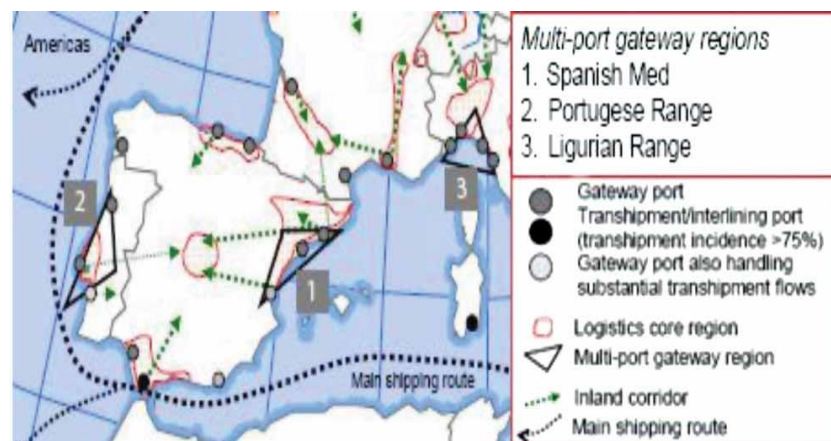 Americas
2
1
3
Main shipping route
Multi-port gateway regions
1. Spanish Med
2. Portugese Range
3. Ligurian Range
Gateway port
Transhipment/interlining port
(transhipment incidence >75%)
Gateway port also handling
substantial transhipment flows
Logistics core region
Multi-port gateway region
Inland corridor
Main shipping route